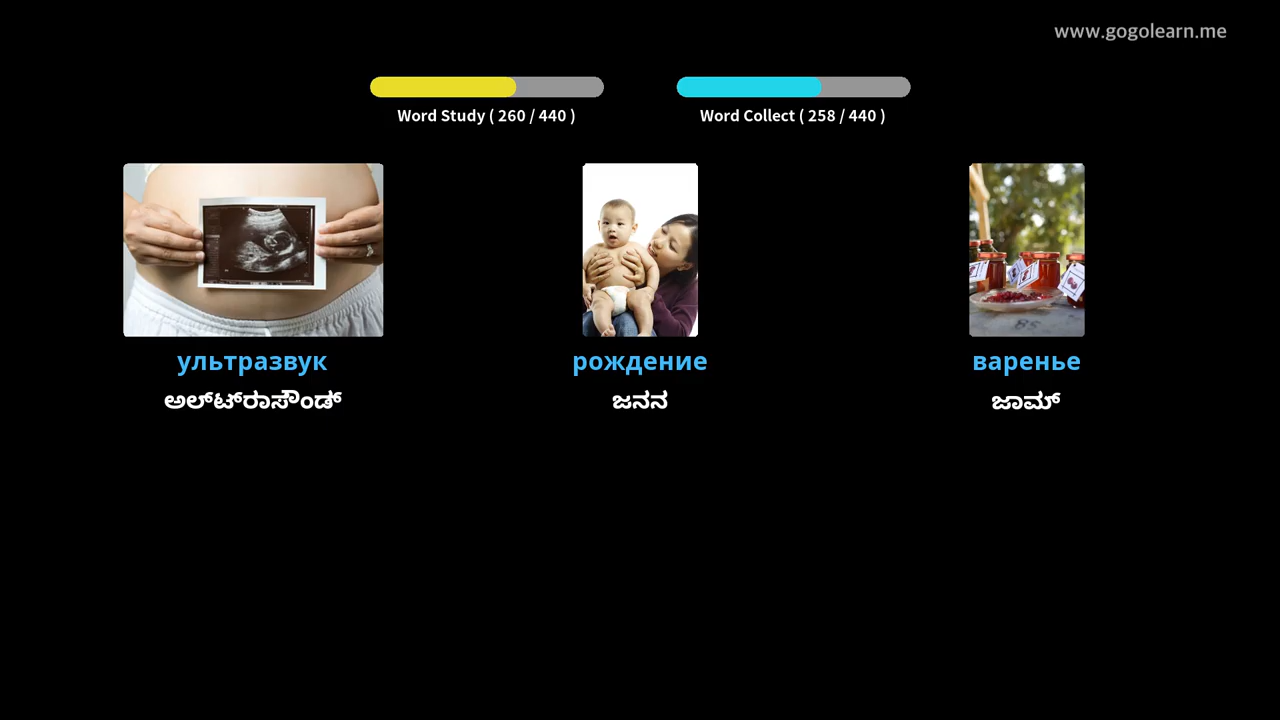 www.gogolearn.me
Word Study ( 260 / 440 )
Word Collect ( 258 / 440 )
ультразвук
рождение
варенье
ಅಲ್ಟ್ರಾಸೌಂಡ್
ಜನನ
ಜಾಮ್